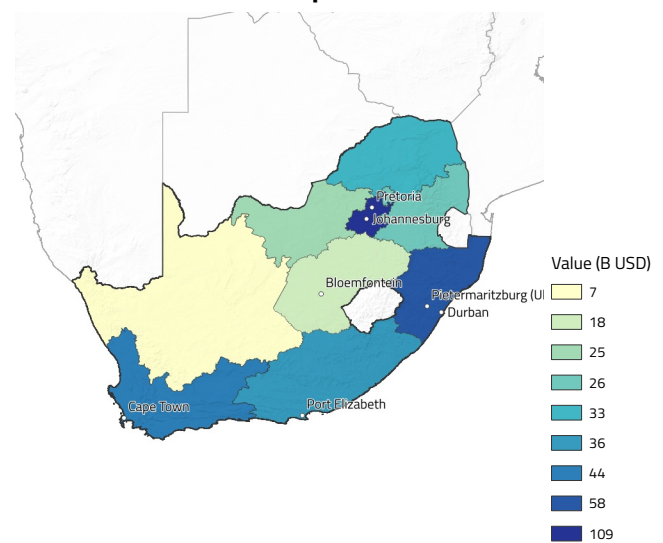 Pretoria
Johannesburg
Bloemfontein
Pietermaritzburg (U
Durban
Cape Town
Port Elizabeth
Value (B USD)
7
18
25
26
33
36
44
58
109